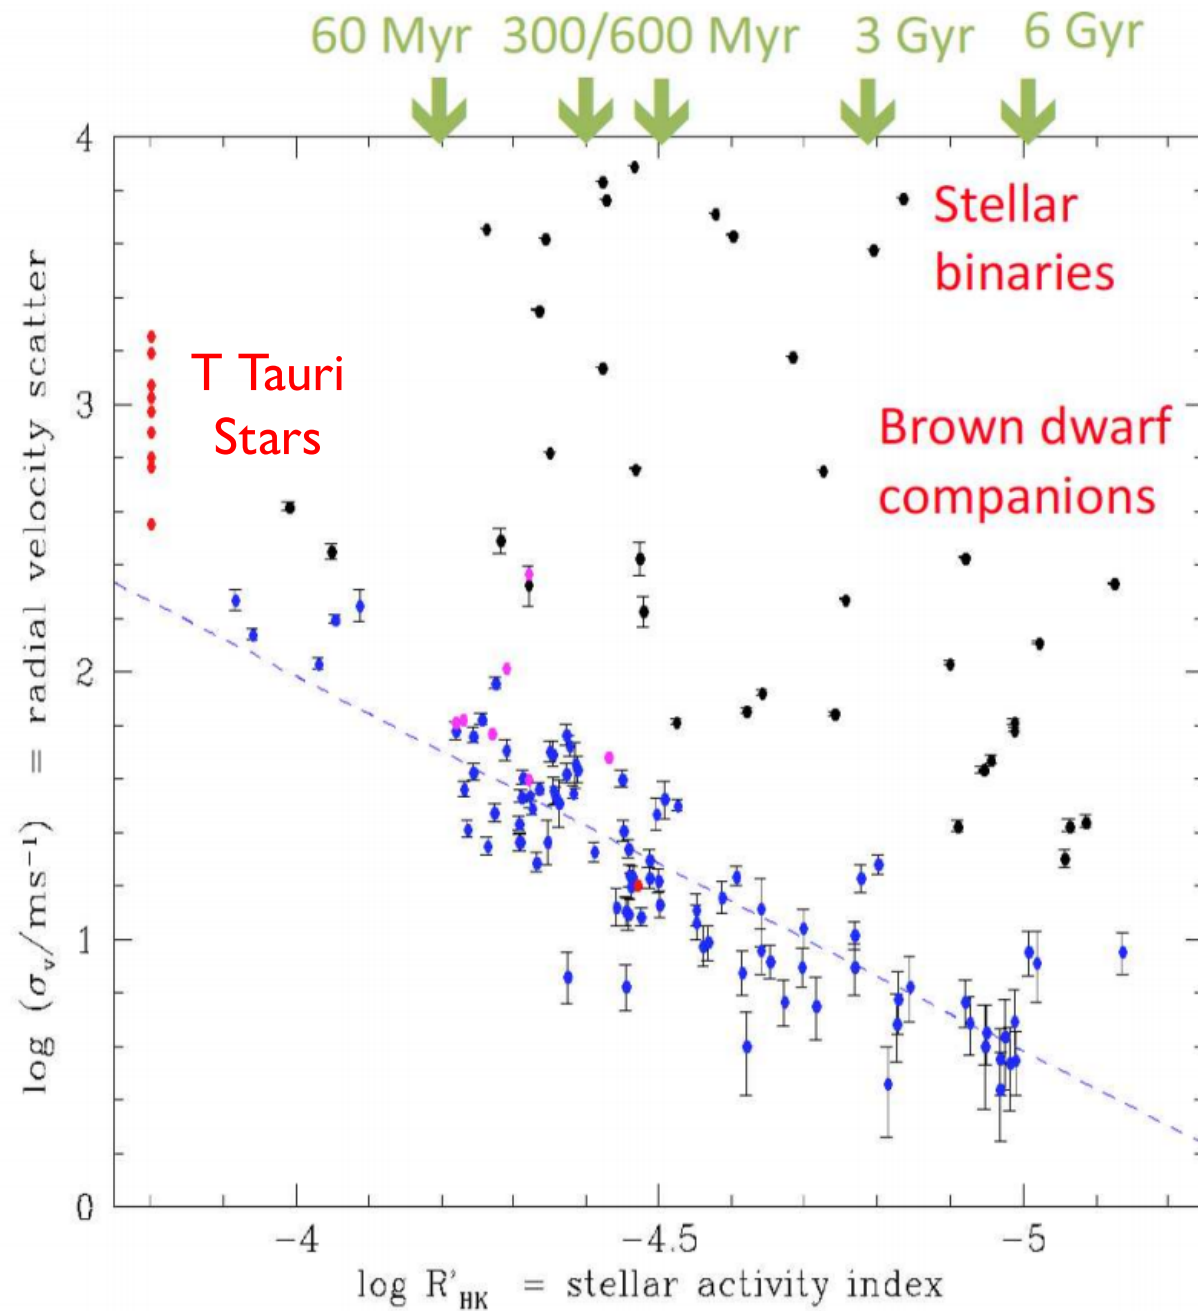 60 Myr 300/600 Myr 3 Gyr 6 Gyr
4
Stellar
binaries
T Tauri
Stars
3
Brown dwarf
companions
2
1
0
log (σᵥ/ms⁻¹) = radial velocity scatter
-4 -4.5 -5
log R'HK = stellar activity index